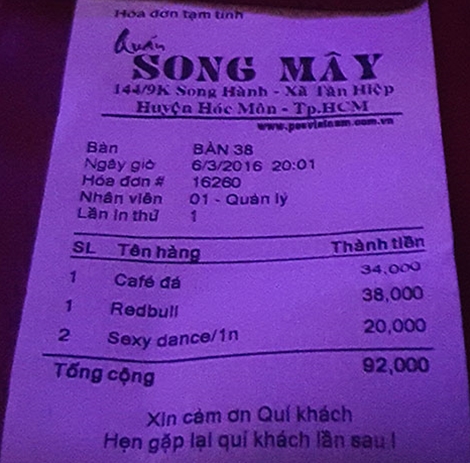 Hóa đơn tạm tính
Quán
SONG MÂY
144/9K Song Hành - Xã Tân Hiệp
Huyện Hóc Môn - Tp.HCM
www.posvietnam.com.vn
Bàn BÀN 38
Ngày giờ 6/3/2016 20:01
Hóa đơn # 16260
Nhân viên 01 - Quản lý
Lần in thứ 1
SL Tên hàng Thành tiền
1 Café đá 34,000
1 Redbull 38,000
2 Sexy dance/1n 20,000
Tổng cộng 92,000
Xin cảm ơn Quí khách
Hẹn gặp lại quí khách lần sau !